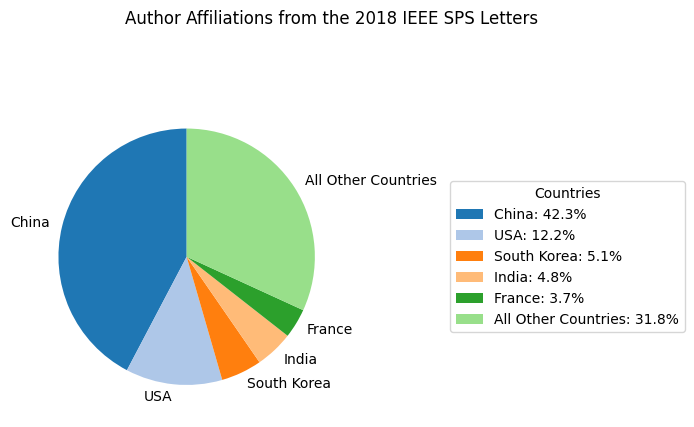 Author Affiliations from the 2018 IEEE SPS Letters
All Other Countries
China
France
India
South Korea
USA
Countries
China: 42.3%
USA: 12.2%
South Korea: 5.1%
India: 4.8%
France: 3.7%
All Other Countries: 31.8%